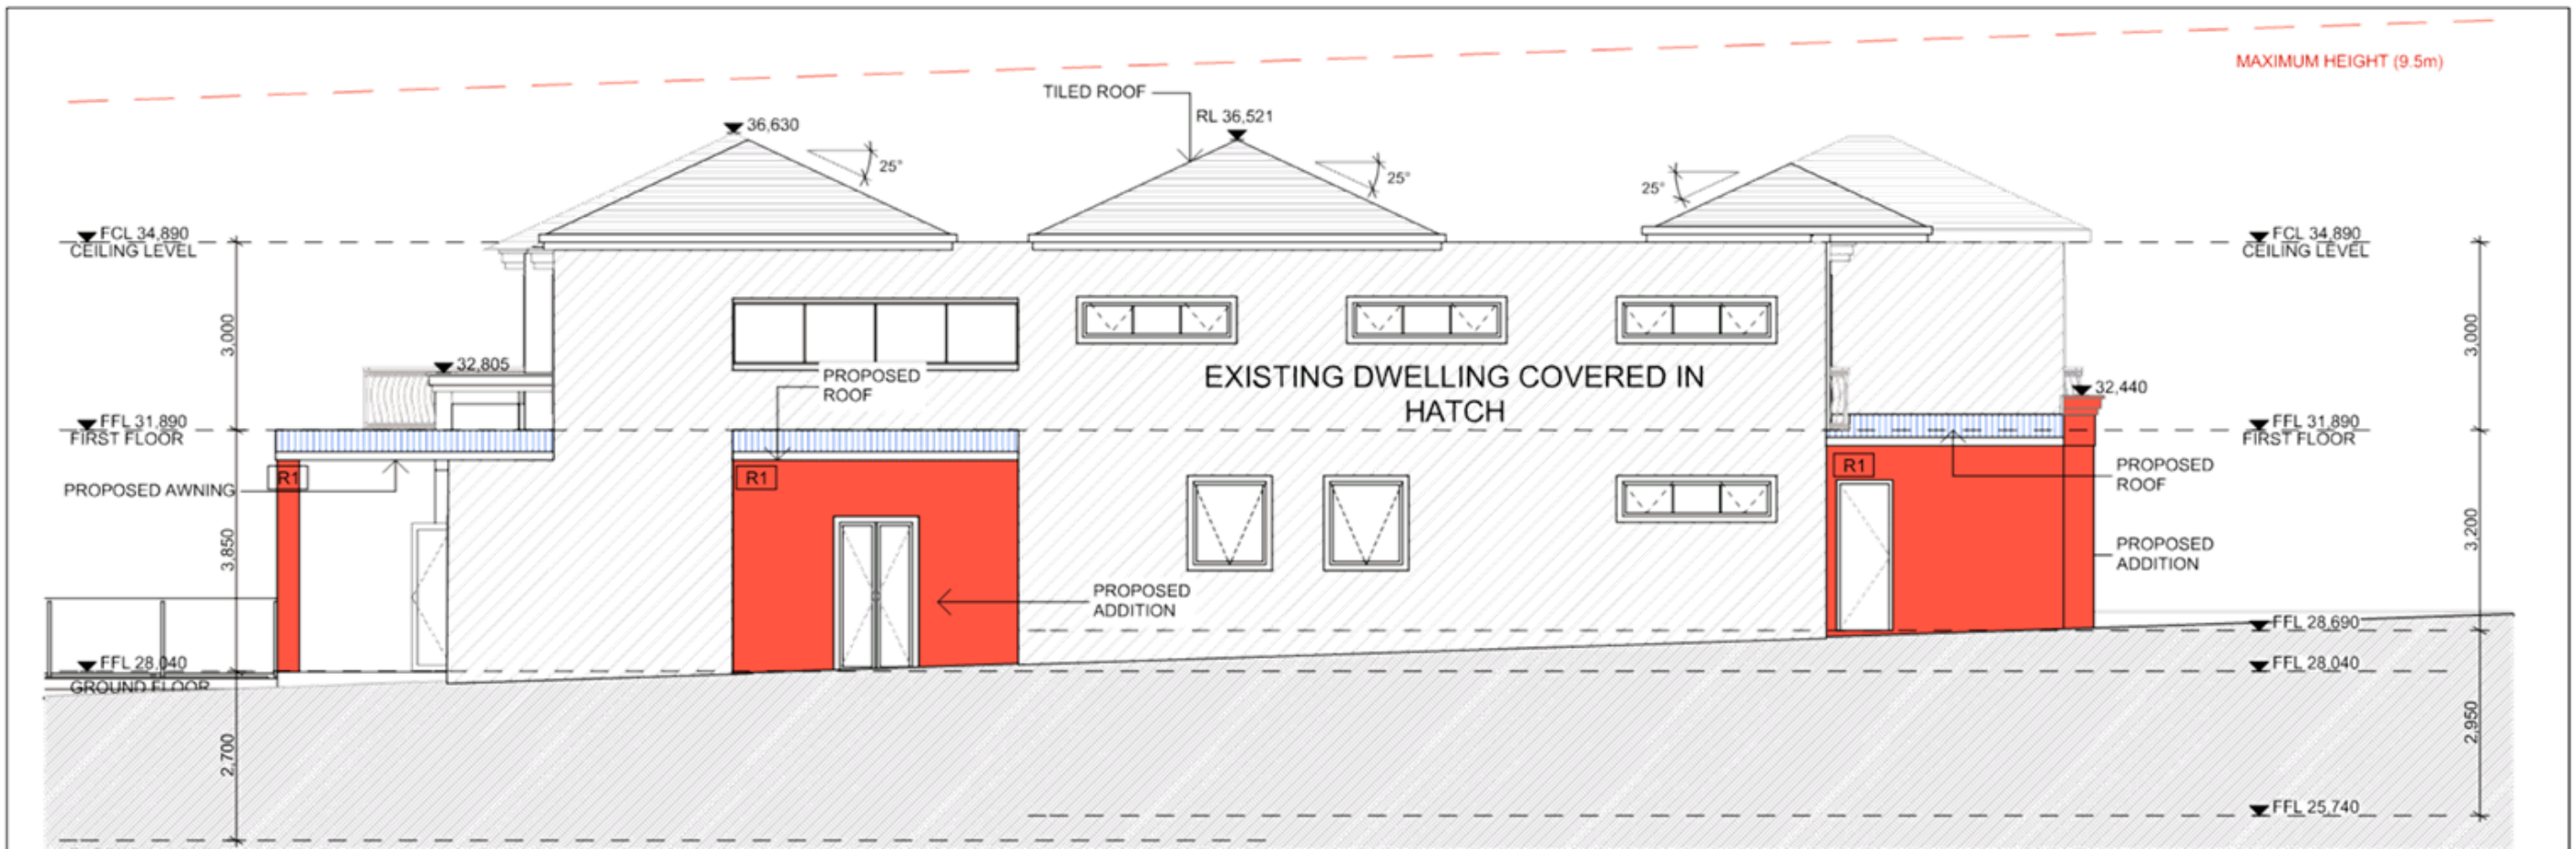 MAXIMUM HEIGHT (9.5m)
TILED ROOF
36,630
RL 36,521
25°
25°
25°
FCL 34,890
CEILING LEVEL
FCL 34,890
CEILING LEVEL
3,000
3,000
32,805
PROPOSED
ROOF
EXISTING DWELLING COVERED IN
HATCH
32,440
FFL 31,890
FIRST FLOOR
FFL 31,890
FIRST FLOOR
R1
R1
R1
PROPOSED AWNING
PROPOSED
ROOF
3,850
3,200
PROPOSED
ADDITION
PROPOSED
ADDITION
FFL 28,690
FFL 28,040
GROUND FLOOR
FFL 28,040
2,700
2,950
FFL 25,740